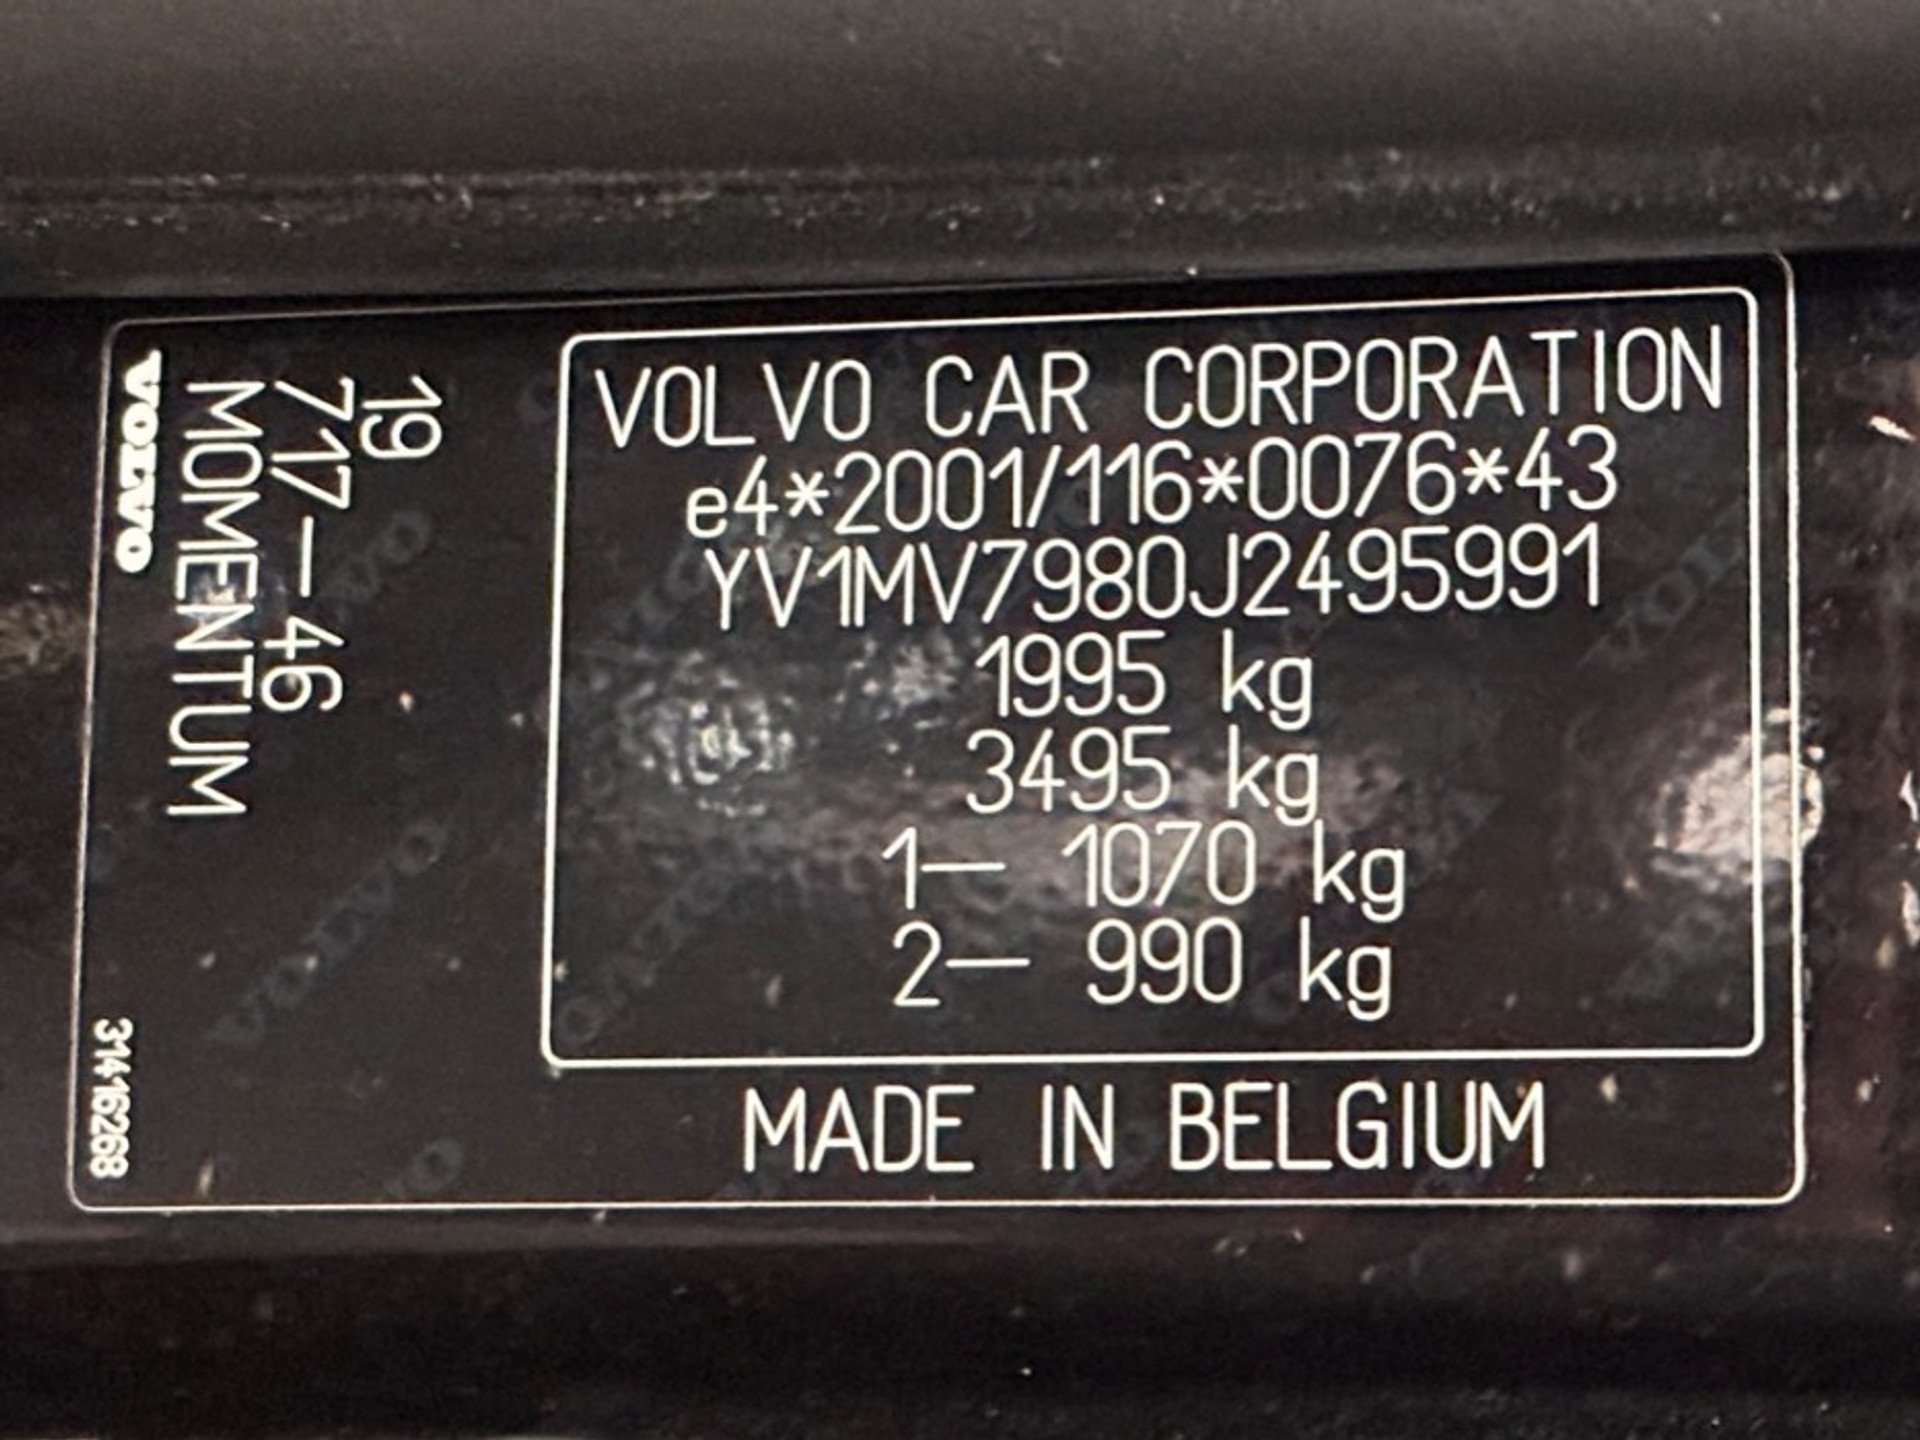 VOLVO CAR CORPORATION
e4*2001/116*0076*43
YV1MV7980J2495991
1995 kg
3495 kg
1— 1070 kg
2— 990 kg
MADE IN BELGIUM
19
717—46
MOMENTUM
VOLVO
31416268